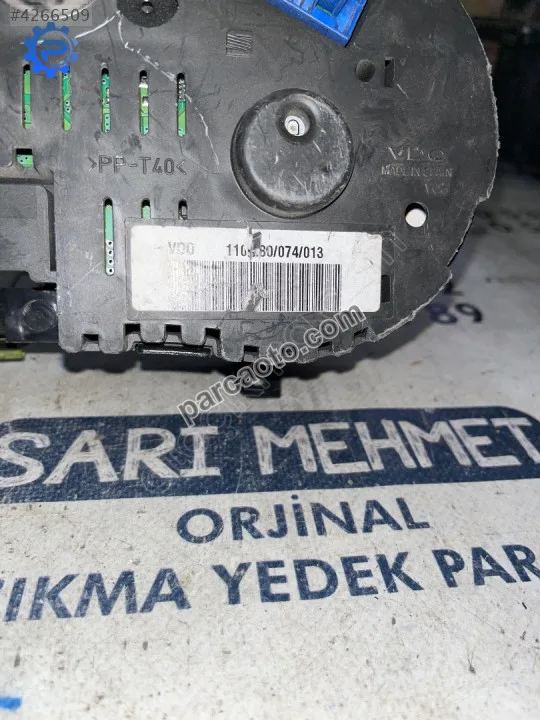 #4266509
>PP-T40<
VDO
MADE IN SPAIN
VDO
/074/013
parcaoto.com
SARI MEHMET
ORJİNAL
ÇIKMA YEDEK PAR